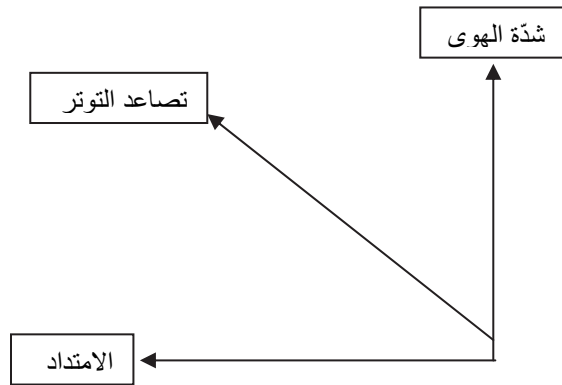 شدّة الهوى
تصاعد التوتر
الامتداد